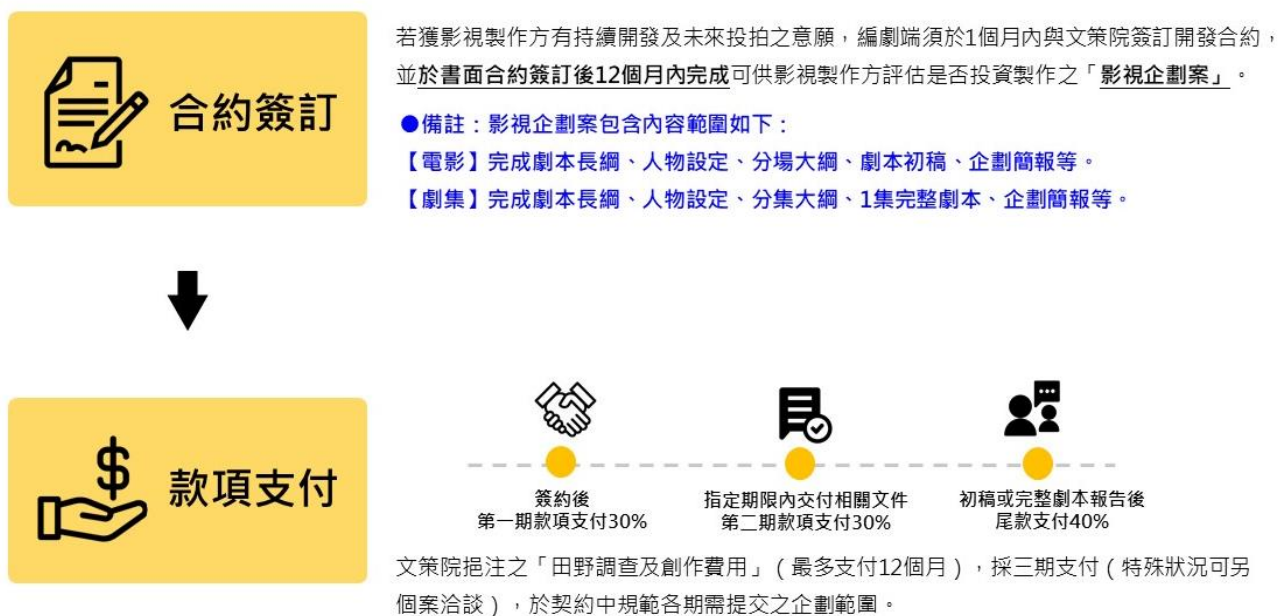 合約簽訂
若獲影視製作方有持續開發及未來投拍之意願，編劇端須於1個月內與文策院簽訂開發合約，
並於書面合約簽訂後12個月內完成可供影視製作方評估是否投資製作之「影視企劃案」。
●備註：影視企劃案包含內容範圍如下：
【電影】完成劇本長綱、人物設定、分場大綱、劇本初稿、企劃簡報等。
【劇集】完成劇本長綱、人物設定、分集大綱、1集完整劇本、企劃簡報等。
$
款項支付
簽約後
第一期款項支付30%
指定期限內交付相關文件
第二期款項支付30%
初稿或完整劇本報告後
尾款支付40%
文策院挹注之「田野調查及創作費用」（最多支付12個月），採三期支付（特殊狀況可另
個案洽談），於契約中規範各期需提交之企劃範圍。